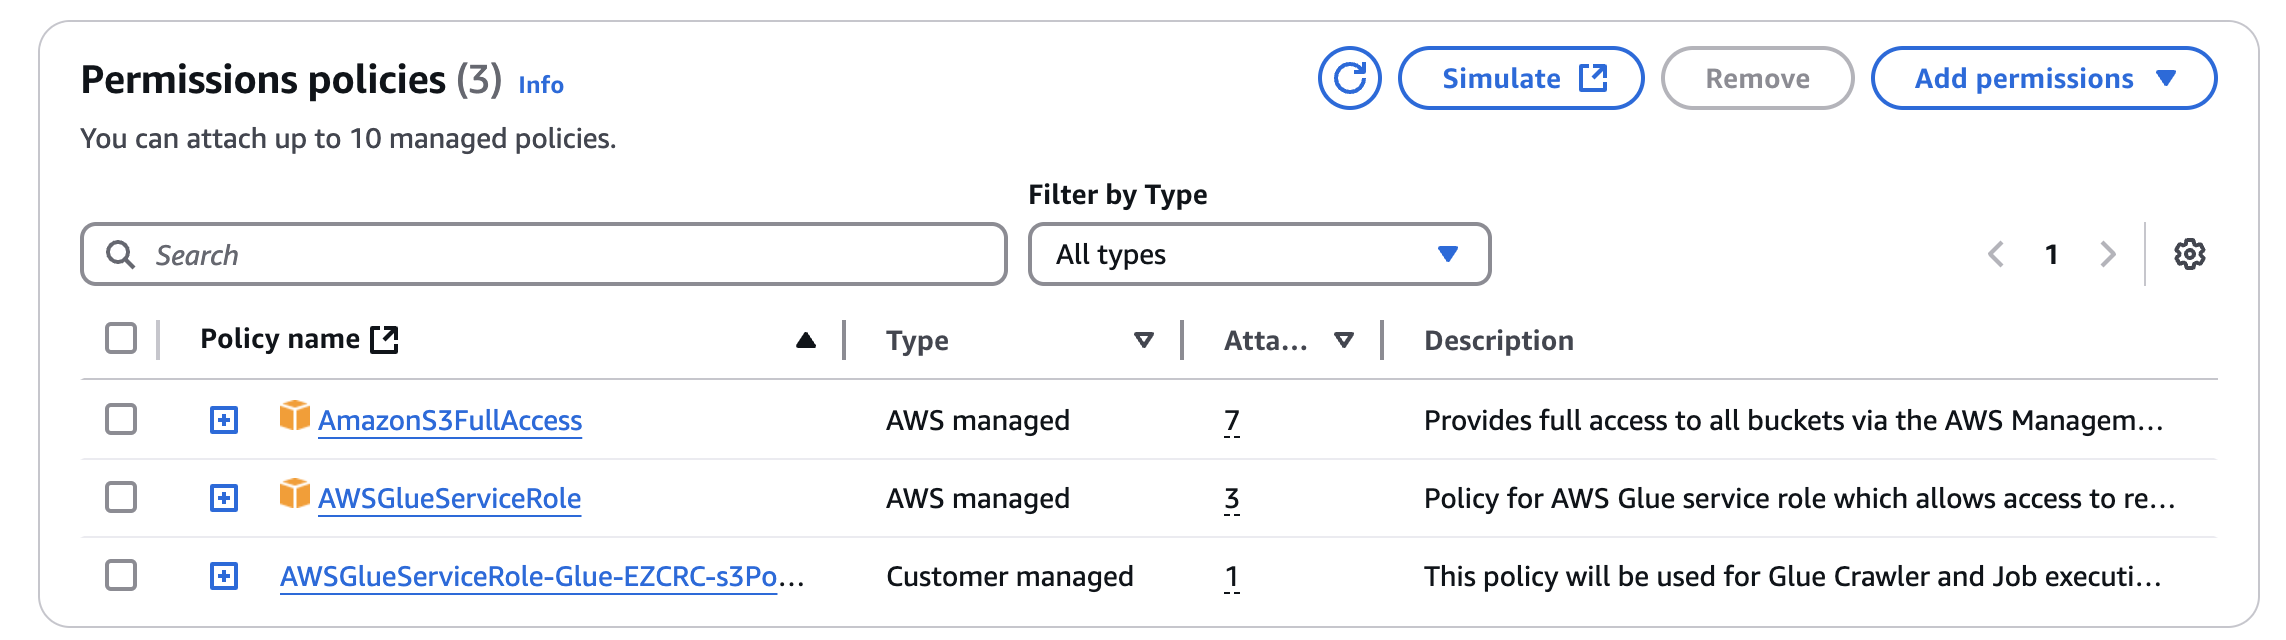 Permissions policies (3) Info
Simulate
Remove
Add permissions
You can attach up to 10 managed policies.
Filter by Type
Search
All types
1
Policy name
Type
Atta...
Description
AmazonS3FullAccess AWS managed 7 Provides full access to all buckets via the AWS Managem...
AWSGlueServiceRole AWS managed 3 Policy for AWS Glue service role which allows access to re...
AWSGlueServiceRole-Glue-EZCRC-s3Po... Customer managed 1 This policy will be used for Glue Crawler and Job executi...